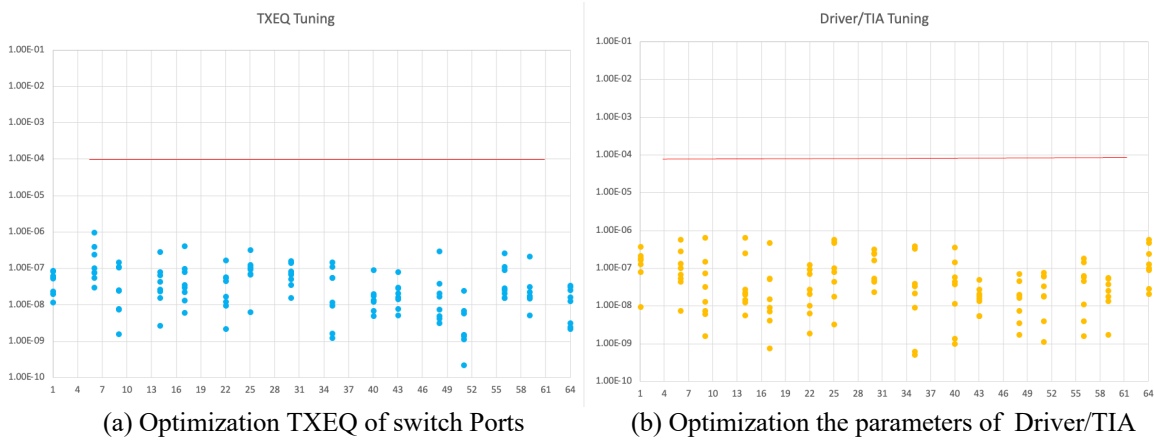 TXEQ Tuning
1.00E-01
1.00E-02
1.00E-03
1.00E-04
1.00E-05
1.00E-06
1.00E-07
1.00E-08
1.00E-09
1.00E-10
1 4 7 10 13 16 19 22 25 28 31 34 37 40 43 46 49 52 55 58 61 64
(a) Optimization TXEQ of switch Ports
Driver/TIA Tuning
1.00E-01
1.00E-02
1.00E-03
1.00E-04
1.00E-05
1.00E-06
1.00E-07
1.00E-08
1.00E-09
1.00E-10
1 4 7 10 13 16 19 22 25 28 31 34 37 40 43 46 49 52 55 58 61 64
(b) Optimization the parameters of Driver/TIA